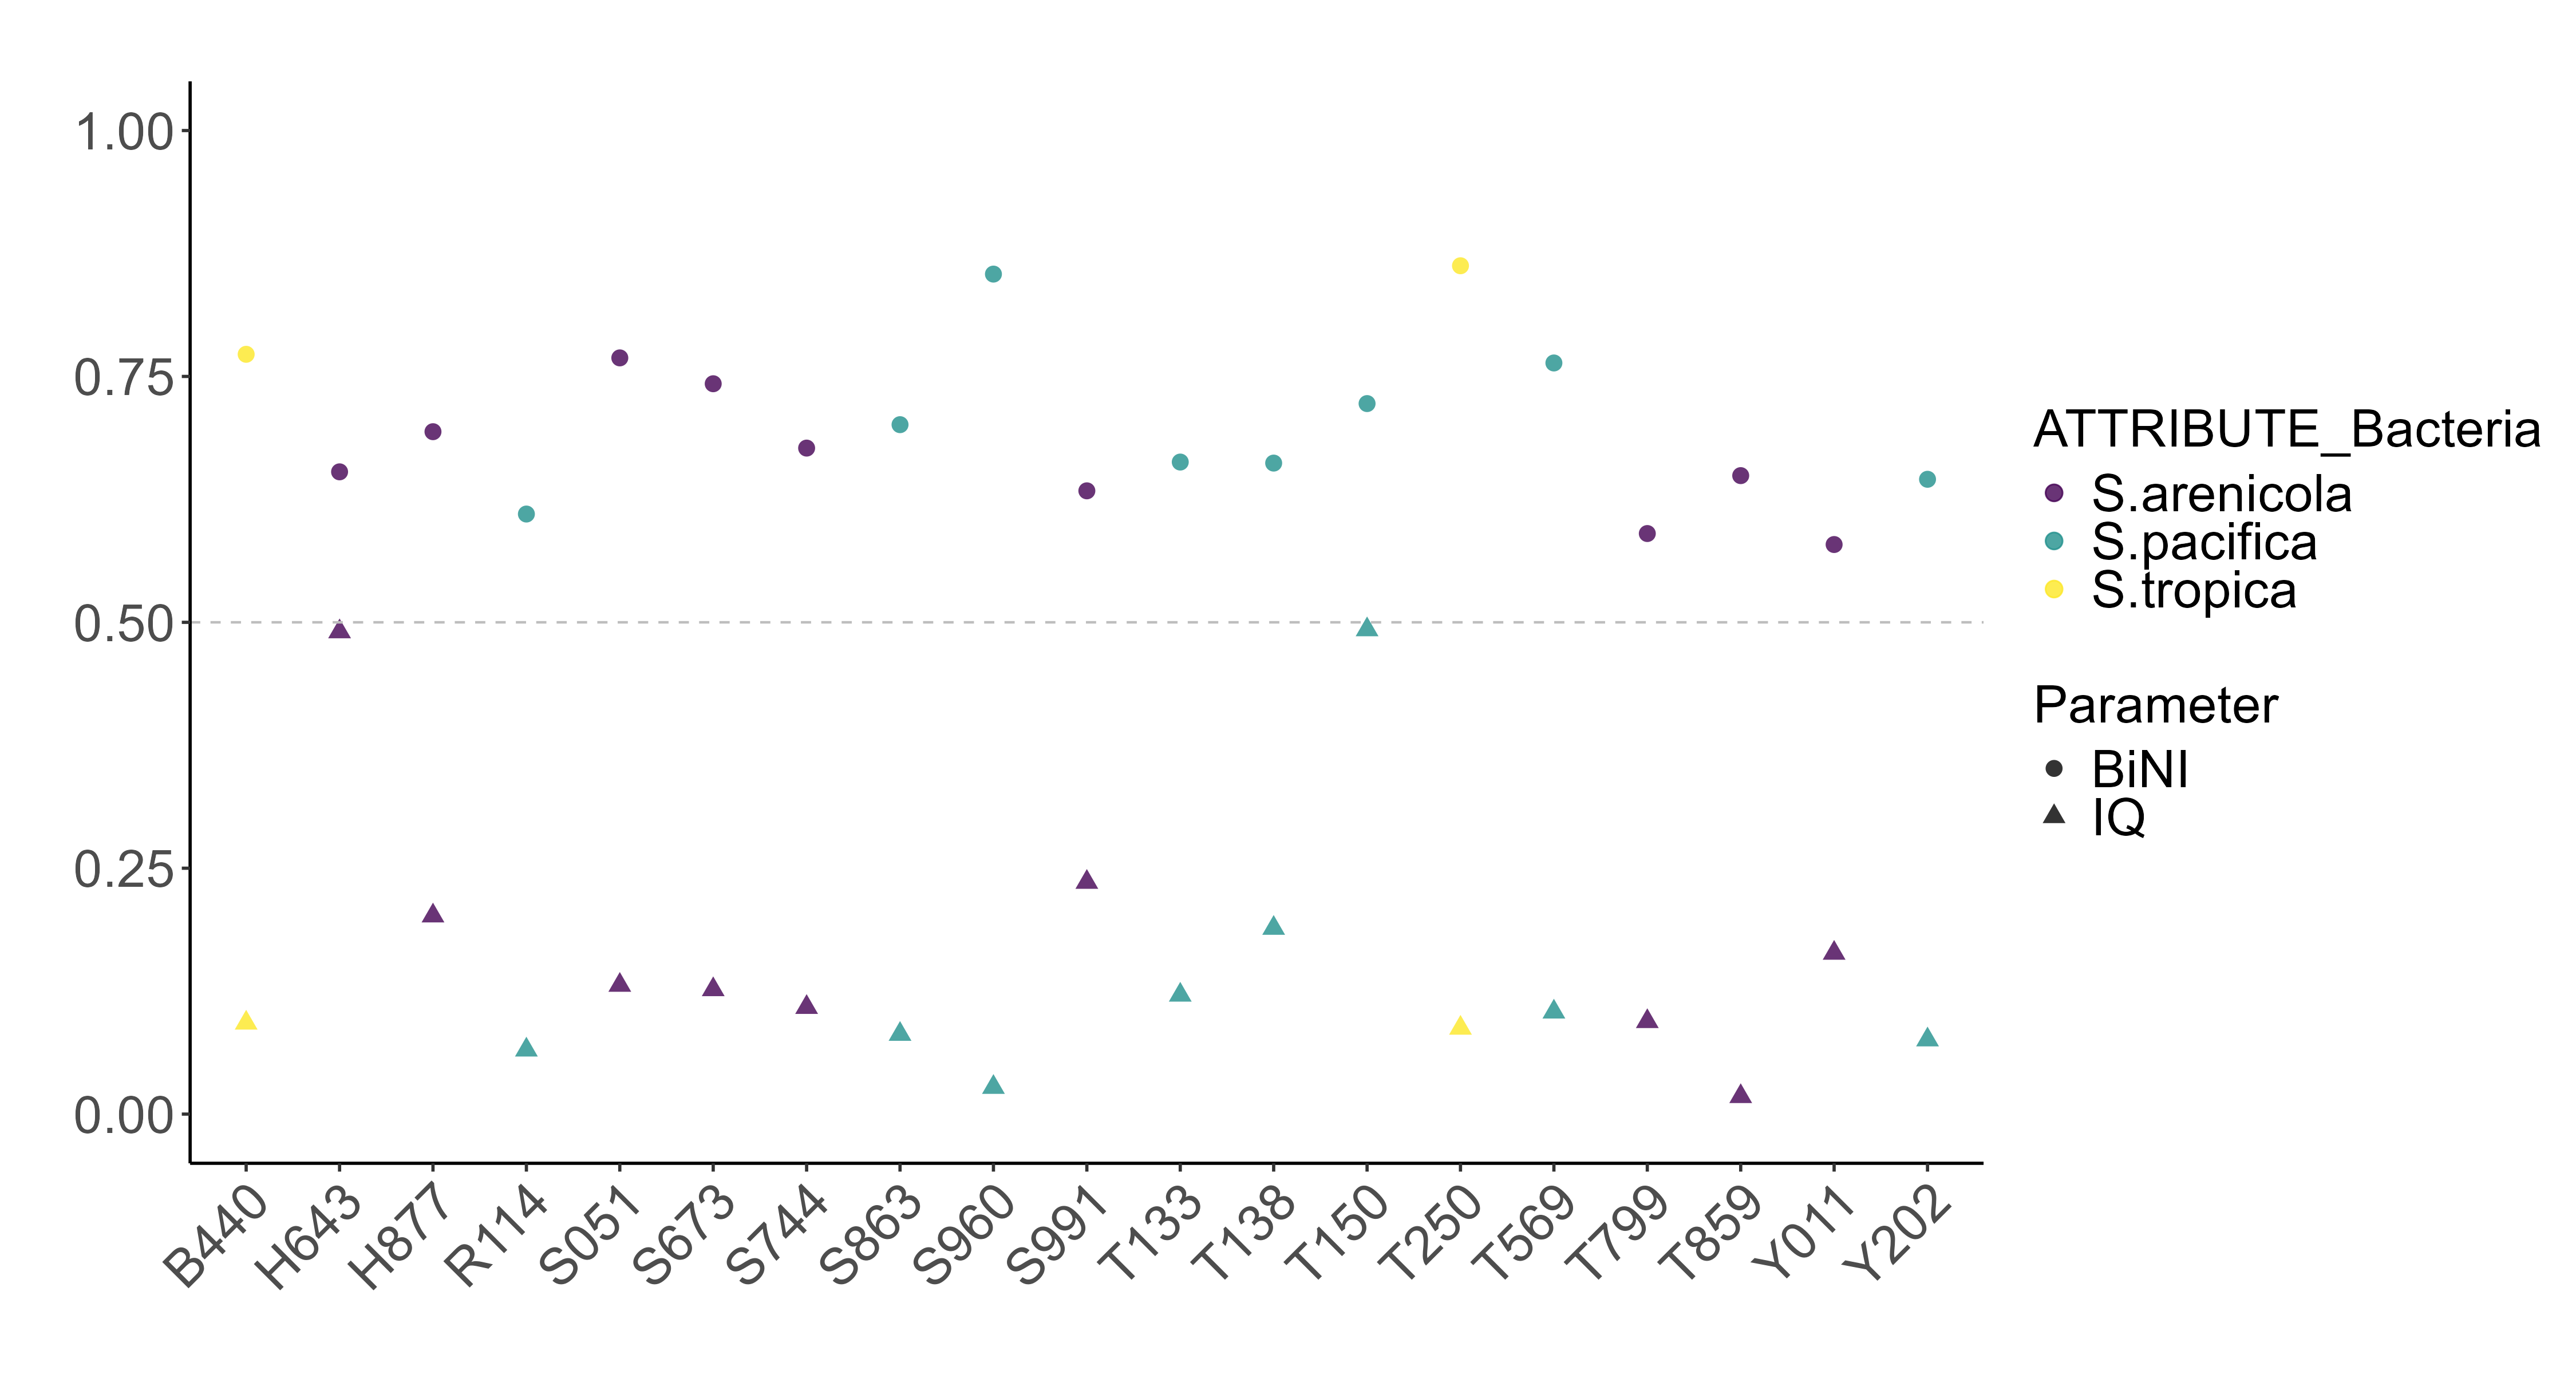 1.00
0.75
0.50
0.25
0.00
B440
H643
H877
R114
S051
S673
S744
S863
S960
S991
T133
T138
T150
T250
T569
T799
T859
Y011
Y202
ATTRIBUTE_Bacteria
S.arenicola
S.pacifica
S.tropica
Parameter
BiNI
IQ